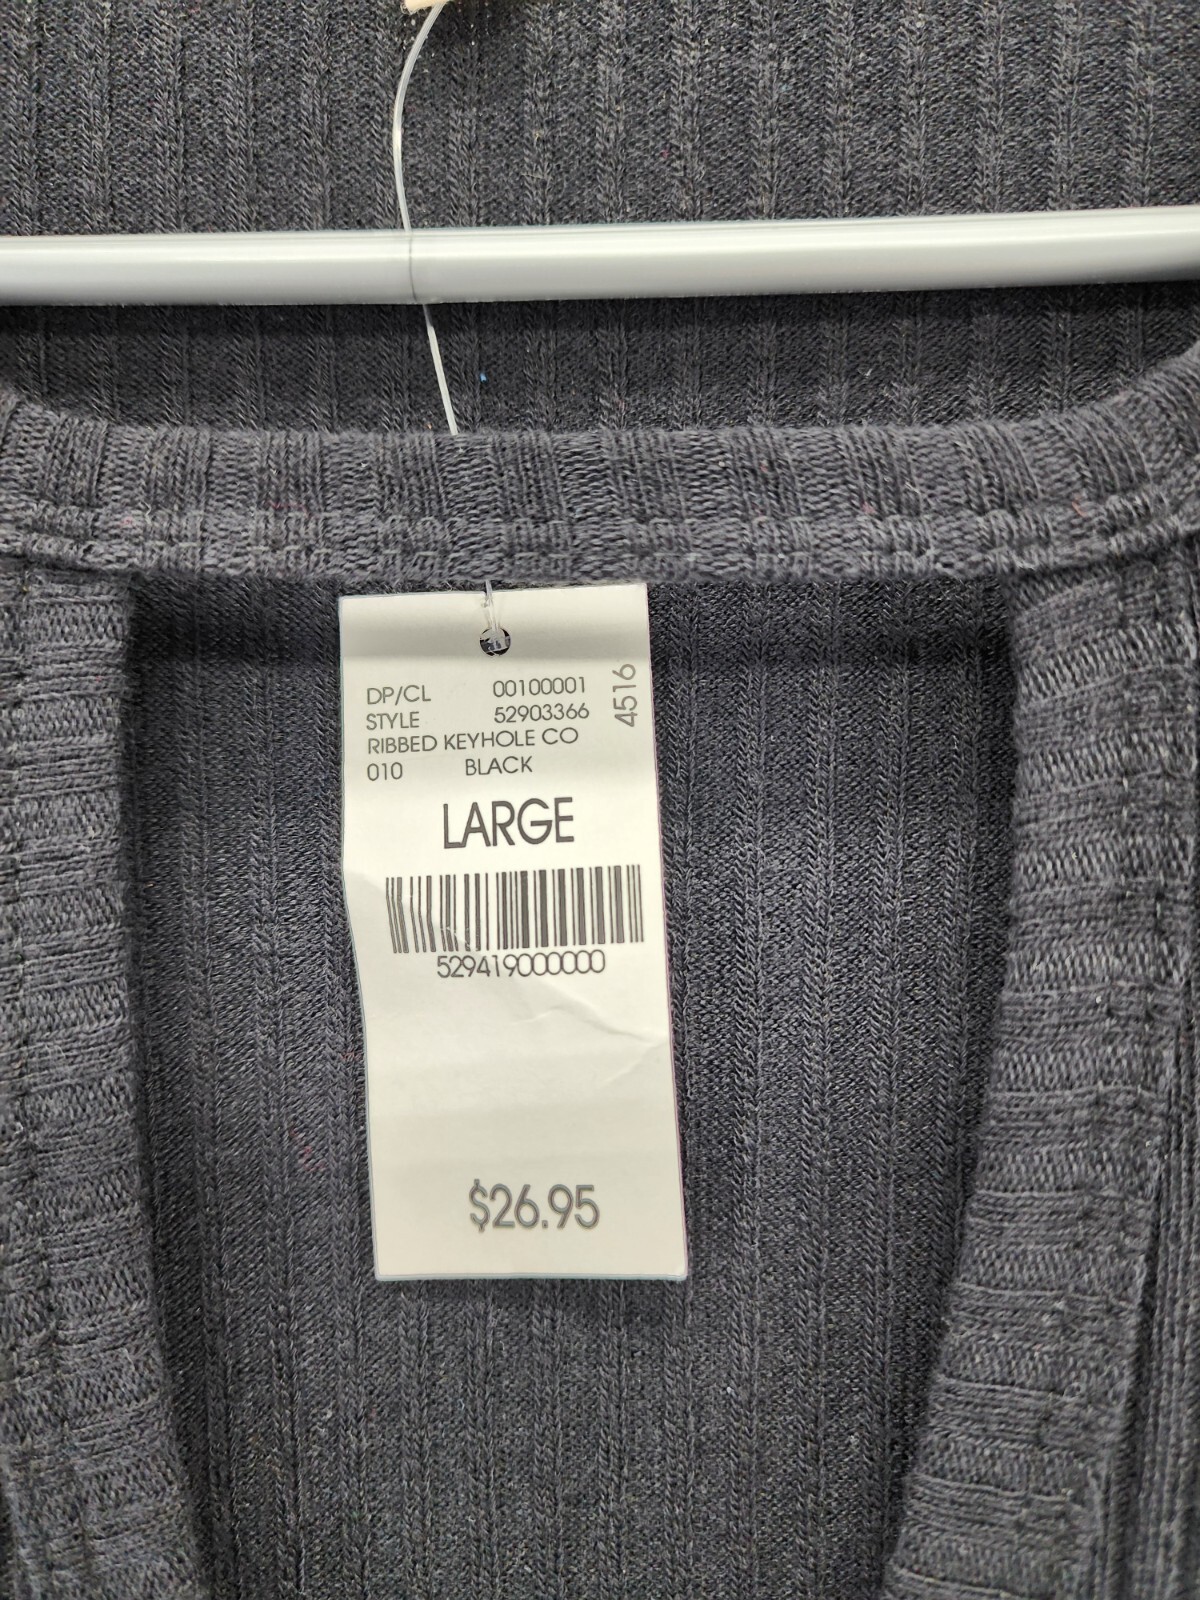 DP/CL 00100001
STYLE 52903366
4516
RIBBED KEYHOLE CO
010 BLACK
LARGE
529419000000
$26.95